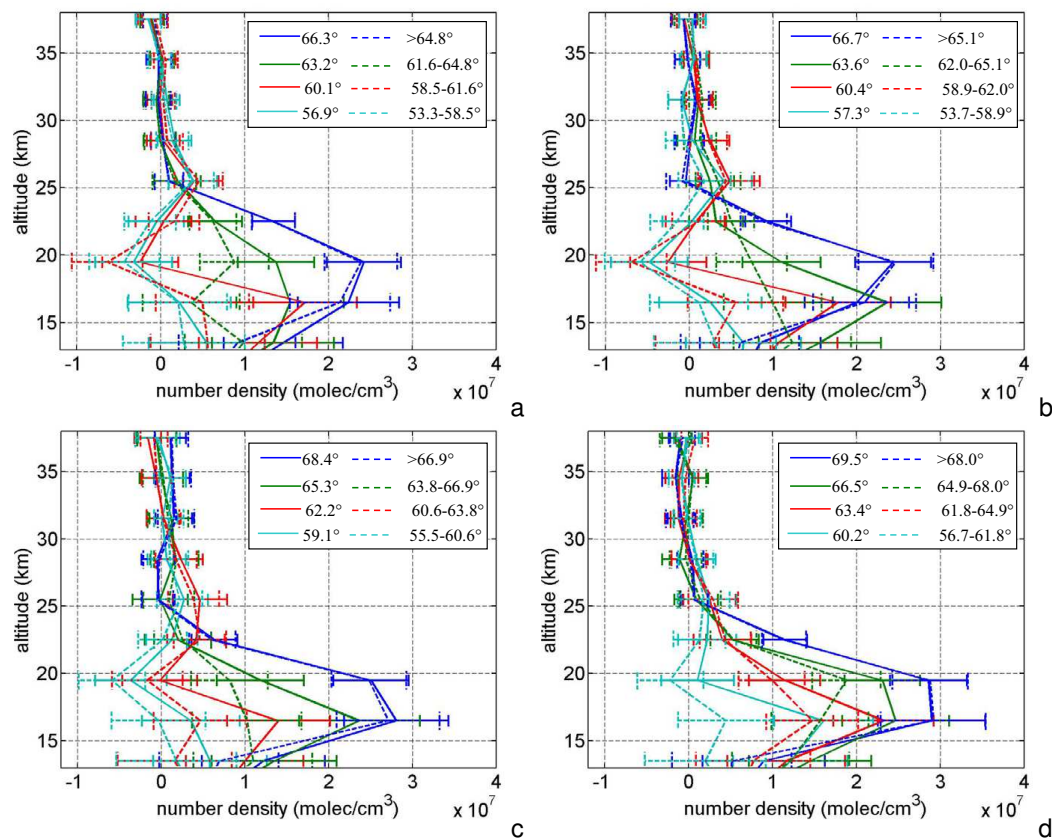 35
30
25
20
15
altitude (km)
66.3° >64.8°
63.2° 61.6-64.8°
60.1° 58.5-61.6°
56.9° 53.3-58.5°
-1 0 1 2 3 4
number density (molec/cm³)
x 10⁷
a
35
30
25
20
15
altitude (km)
66.7° >65.1°
63.6° 62.0-65.1°
60.4° 58.9-62.0°
57.3° 53.7-58.9°
-1 0 1 2 3 4
number density (molec/cm³)
x 10⁷
b
35
30
25
20
15
altitude (km)
68.4° >66.9°
65.3° 63.8-66.9°
62.2° 60.6-63.8°
59.1° 55.5-60.6°
-1 0 1 2 3 4
number density (molec/cm³)
x 10⁷
c
35
30
25
20
15
altitude (km)
69.5° >68.0°
66.5° 64.9-68.0°
63.4° 61.8-64.9°
60.2° 56.7-61.8°
-1 0 1 2 3 4
number density (molec/cm³)
x 10⁷
d